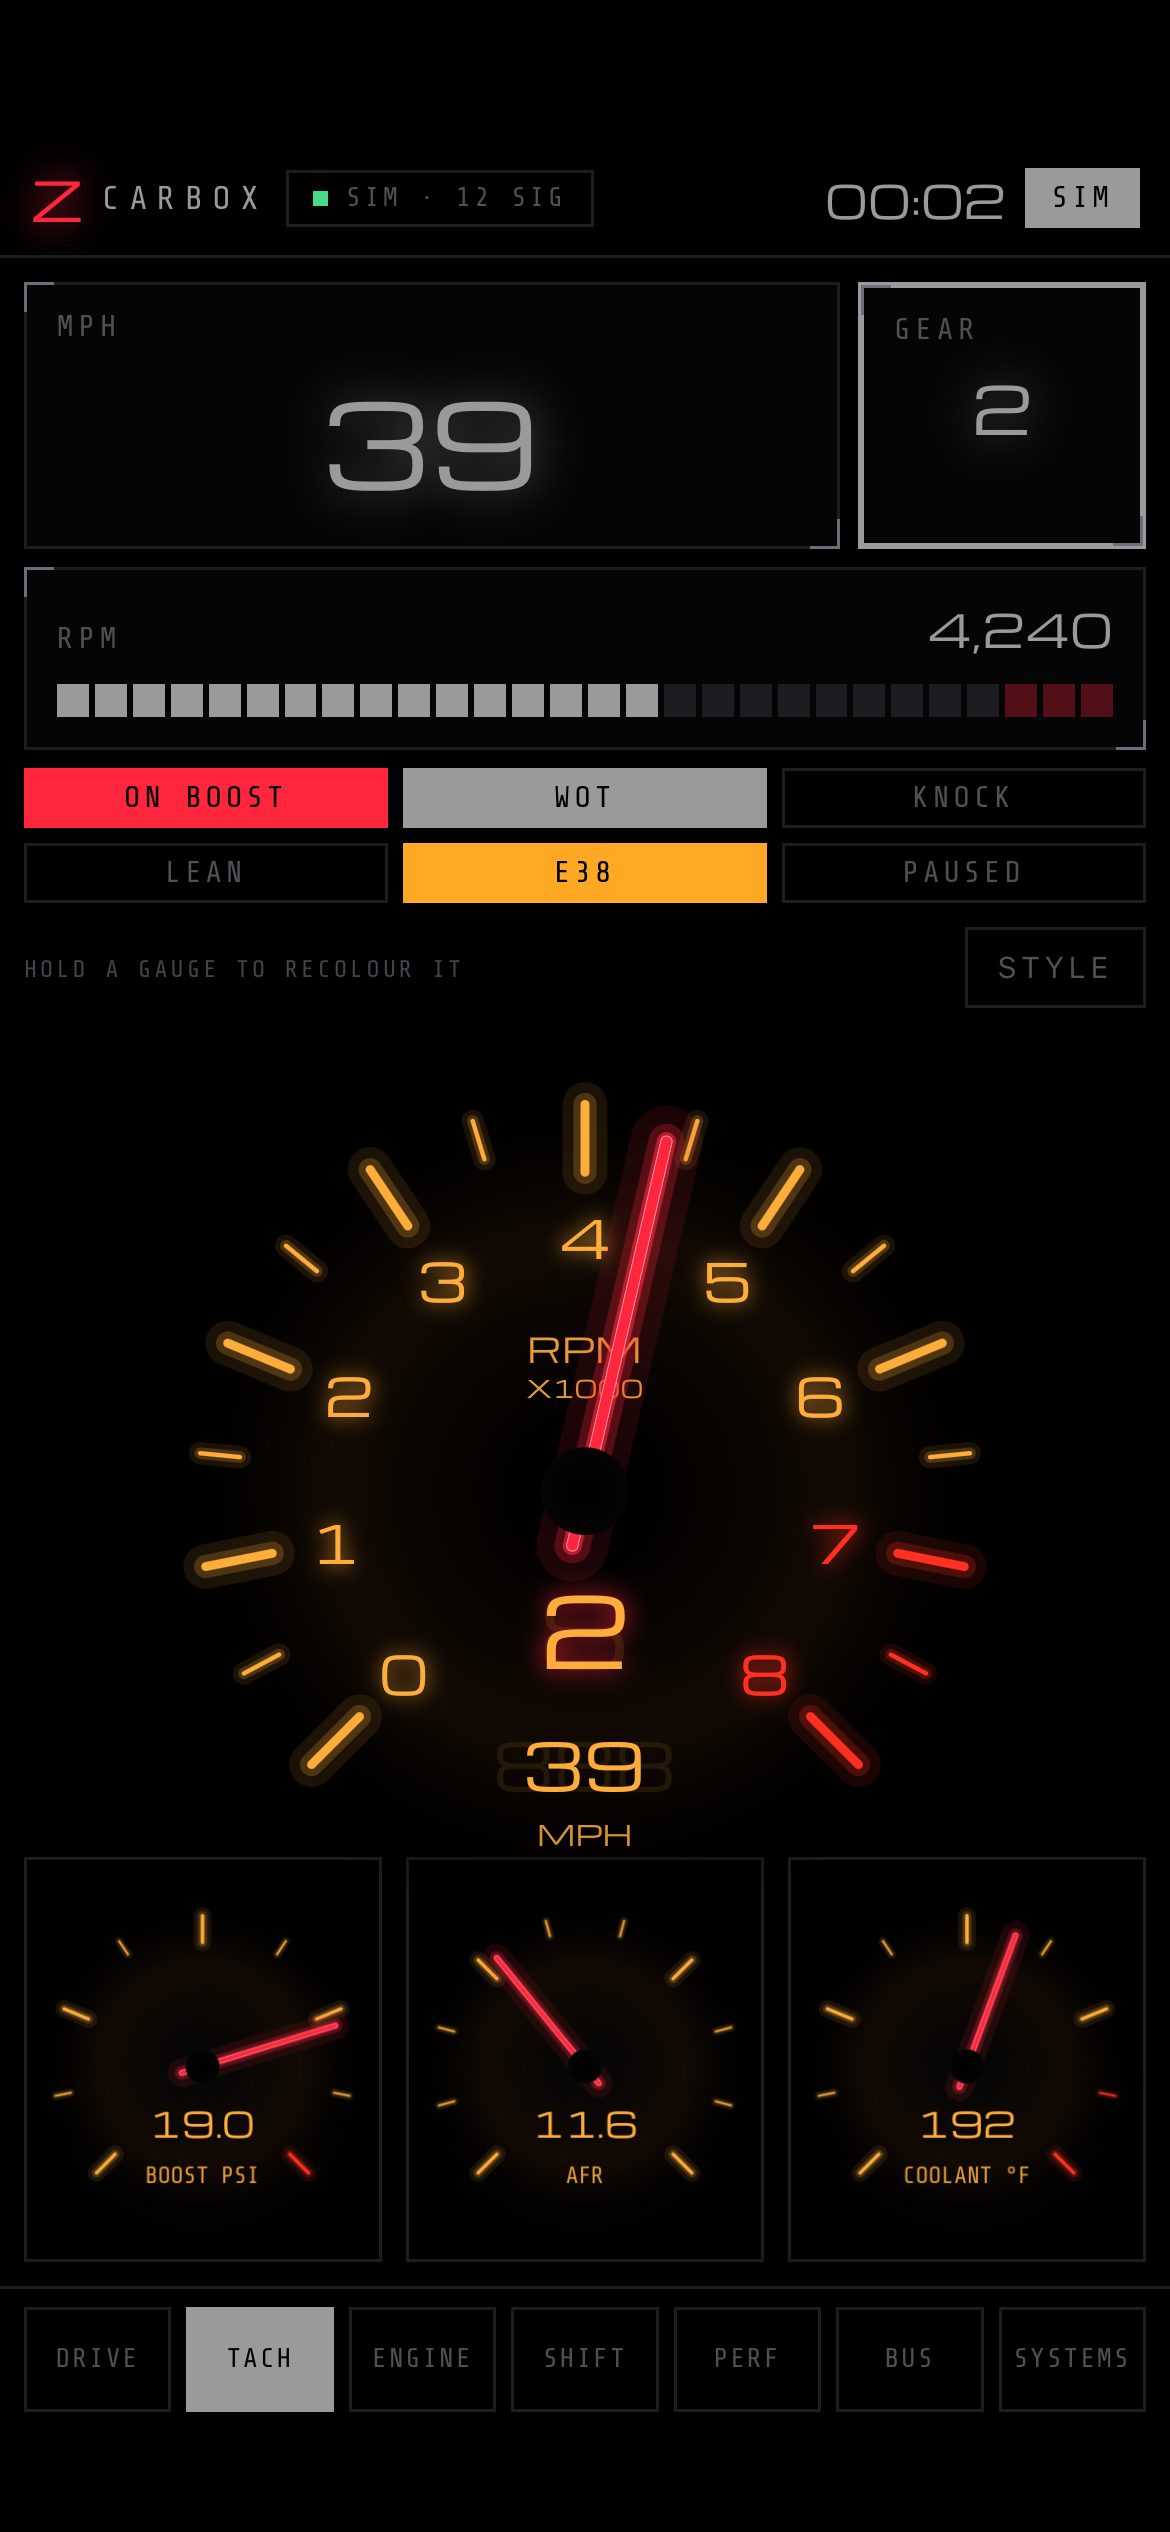 Z CARBOX SIM · 12 SIG 00:02 SIM
MPH
39
GEAR
2
RPM 4,240
ON BOOST WOT KNOCK
LEAN E38 PAUSED
HOLD A GAUGE TO RECOLOUR IT STYLE
4
3 5
RPM
X1000
2 6
1 7
2
0 8
39
MPH
19.0 11.6 192
BOOST PSI AFR COOLANT °F
DRIVE TACH ENGINE SHIFT PERF BUS SYSTEMS